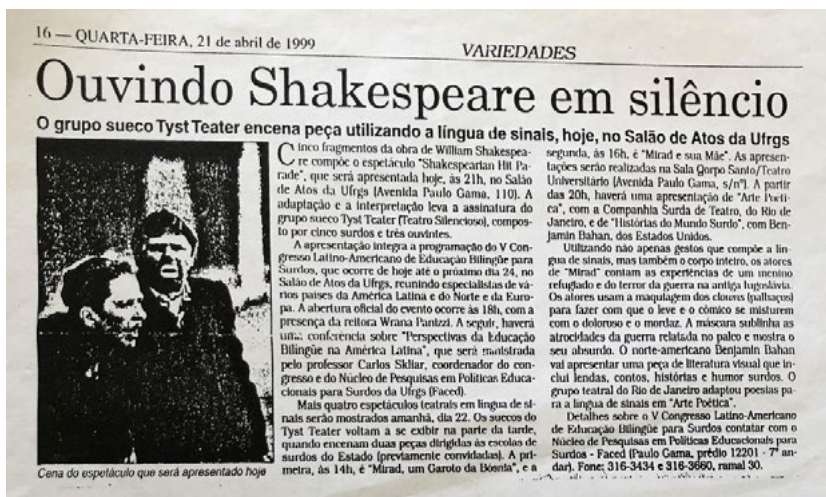 16 — QUARTA-FEIRA, 21 de abril de 1999
VARIEDADES
Ouvindo Shakespeare em silêncio
O grupo sueco Tyst Teater encena peça utilizando a língua de sinais, hoje, no Salão de Atos da Ufrgs
Cinco fragmentos da obra de William Shakespea-
re compõe o espetáculo "Shakespearian Hit Pa-
rade", que será apresentada hoje, às 21h, no Salão
de Atos da Ufrgs (Avenida Paulo Gama, 110). A
adaptação e a interpretação leva a assinatura do
grupo sueco Tyst Teater (Teatro Silencioso), compos-
to por cinco surdos e três ouvintes.
A apresentação integra a programação do V Con-
gresso Latino-Americano de Educação Bilíngüe para
Surdos, que ocorre de hoje até o próximo dia 24, no
Salão de Atos da Ufrgs, reunindo especialistas de vá-
rios países da América Latina e do Norte e da Euro-
pa. A abertura oficial do evento ocorre às 18h, com a
presença da reitora Wrana Panizzi. A seguir, haverá
uma conferência sobre "Perspectivas da Educação
Bilíngüe na América Latina", que será ministrada
pelo professor Carlos Skliar, coordenador do con-
gresso e do Núcleo de Pesquisas em Políticas Educa-
cionais para Surdos da Ufrgs (Faced).
Mais quatro espetáculos teatrais em língua de si-
nais serão mostrados amanhã, dia 22. Os suecos do
Tyst Teater voltam a se exibir na parte da tarde,
quando encenam duas peças dirigidas às escolas de
surdos do Estado (previamente convidadas). A pri-
meira, às 14h, é "Mirad, um Garoto da Bósnia", e a
segunda, às 16h, é "Mirad e sua Mãe". As apresen-
tações serão realizadas na Sala Qorpo Santo/Teatro
Universitário (Avenida Paulo Gama, s/nº). A partir
das 20h, haverá uma apresentação de "Arte Poéti-
ca", com a Companhia Surda de Teatro, do Rio de
Janeiro, e de "Histórias do Mundo Surdo", com Ben-
jamin Bahan, dos Estados Unidos.
Utilizando não apenas gestos que compõe a lín-
gua de sinais, mas também o corpo inteiro, os atores
de "Mirad" contam as experiências de um menino
refugiado e do terror da guerra na antiga Iugoslávia.
Os atores usam a maquilagem dos clouns (palhaços)
para fazer com que o leve e o cômico se misturem
com o doloroso e o mordaz. A máscara sublinha as
atrocidades da guerra relatada no palco e mostra o
seu absurdo. O norte-americano Benjamin Bahan
vai apresentar uma peça de literatura visual que in-
clui lendas, contos, histórias e humor surdos. O
grupo teatral do Rio de Janeiro adaptou poesias pa-
ra a língua de sinais em "Arte Poética".
Detalhes sobre o V Congresso Latino-Americano
de Educação Bilíngüe para Surdos contatar com o
Núcleo de Pesquisas em Políticas Educacionais para
Surdos - Faced (Paulo Gama, prédio 12201 - 7º an-
dar). Fone: 316-3434 e 316-3660, ramal 30.
Cena do espetáculo que será apresentado hoje